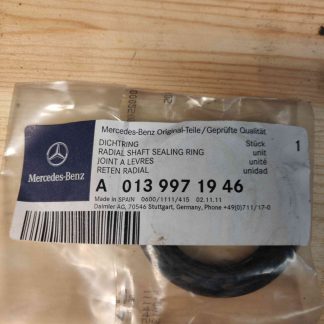 Mercedes-Benz Original-Teile/Geprüfte Qualität
DICHTRING Stück 1
RADIAL SHAFT SEALING RING unit
JOINT A LEVRES unité
RETEN RADIAL unidad
Mercedes-Benz
A 013 997 19 46
Made in SPAIN 0600/1111/415 02.11.11
Daimler AG, 70546 Stuttgart, Germany, Phone +49(0)711/17-0